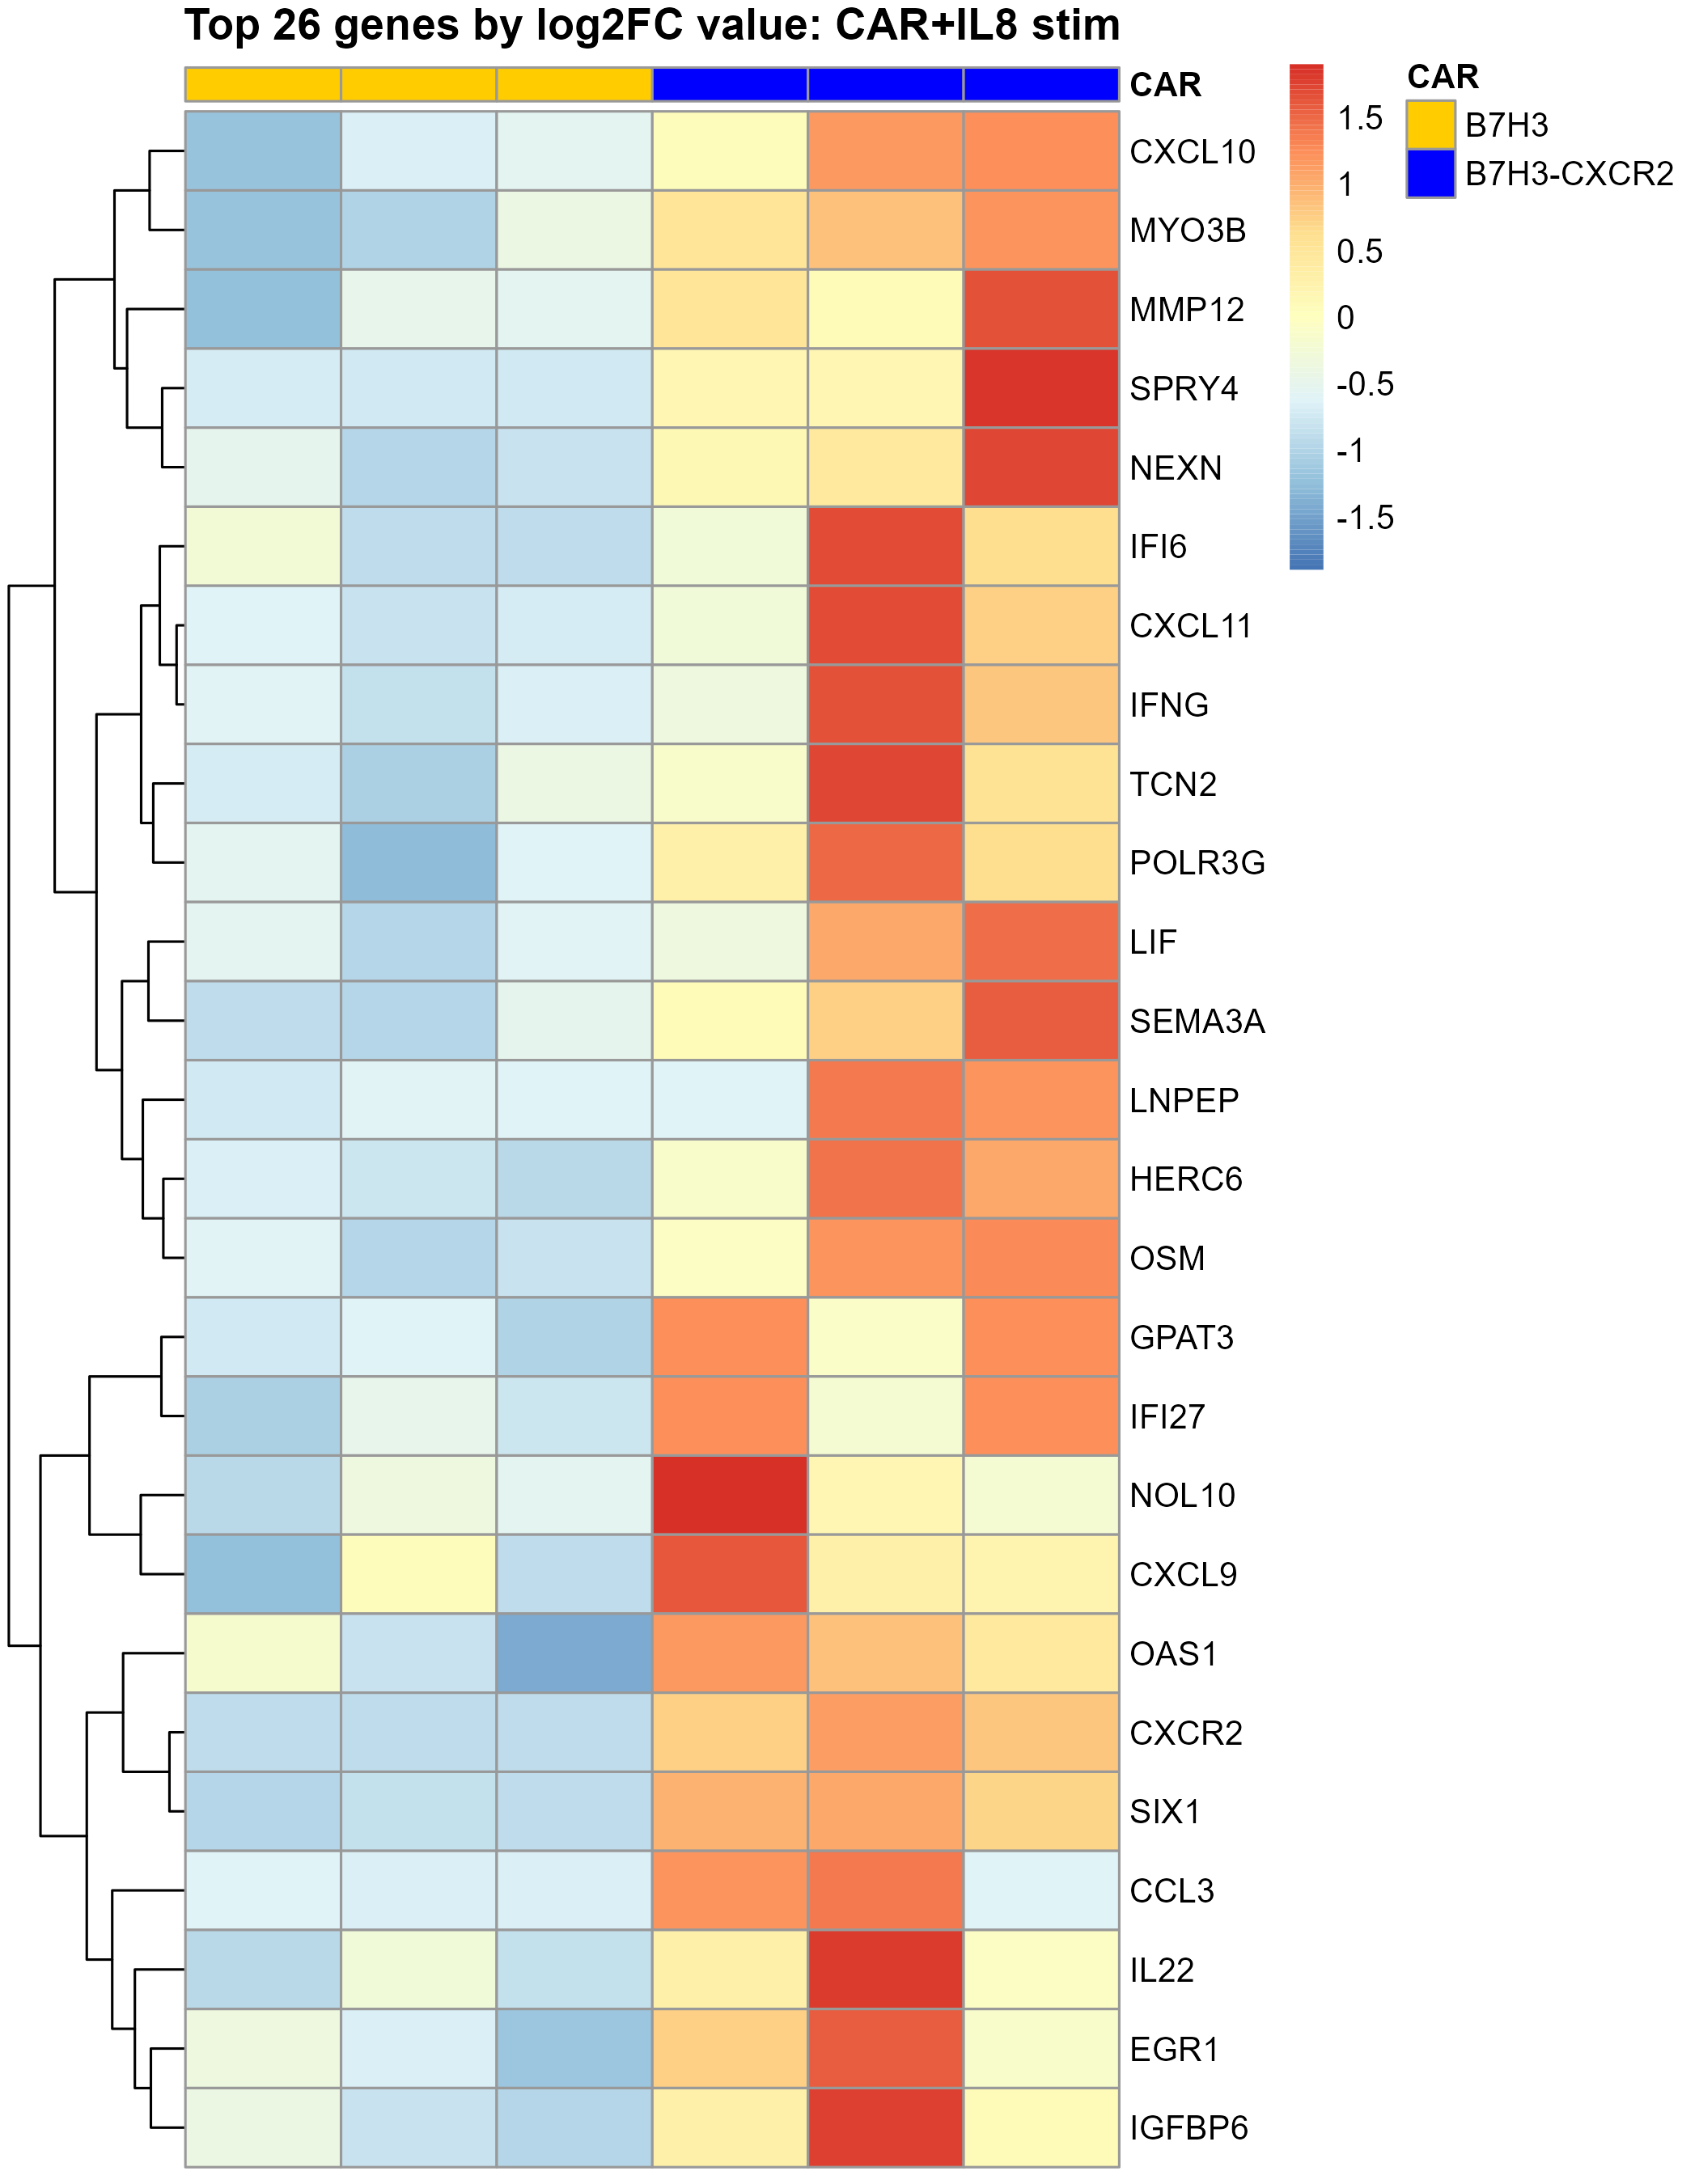 Top 26 genes by log2FC value: CAR+IL8 stim
CAR
CXCL10
MYO3B
MMP12
SPRY4
NEXN
IFI6
CXCL11
IFNG
TCN2
POLR3G
LIF
SEMA3A
LNPEP
HERC6
OSM
GPAT3
IFI27
NOL10
CXCL9
OAS1
CXCR2
SIX1
CCL3
IL22
EGR1
IGFBP6
1.5
1
0.5
0
-0.5
-1
-1.5
CAR
B7H3
B7H3-CXCR2